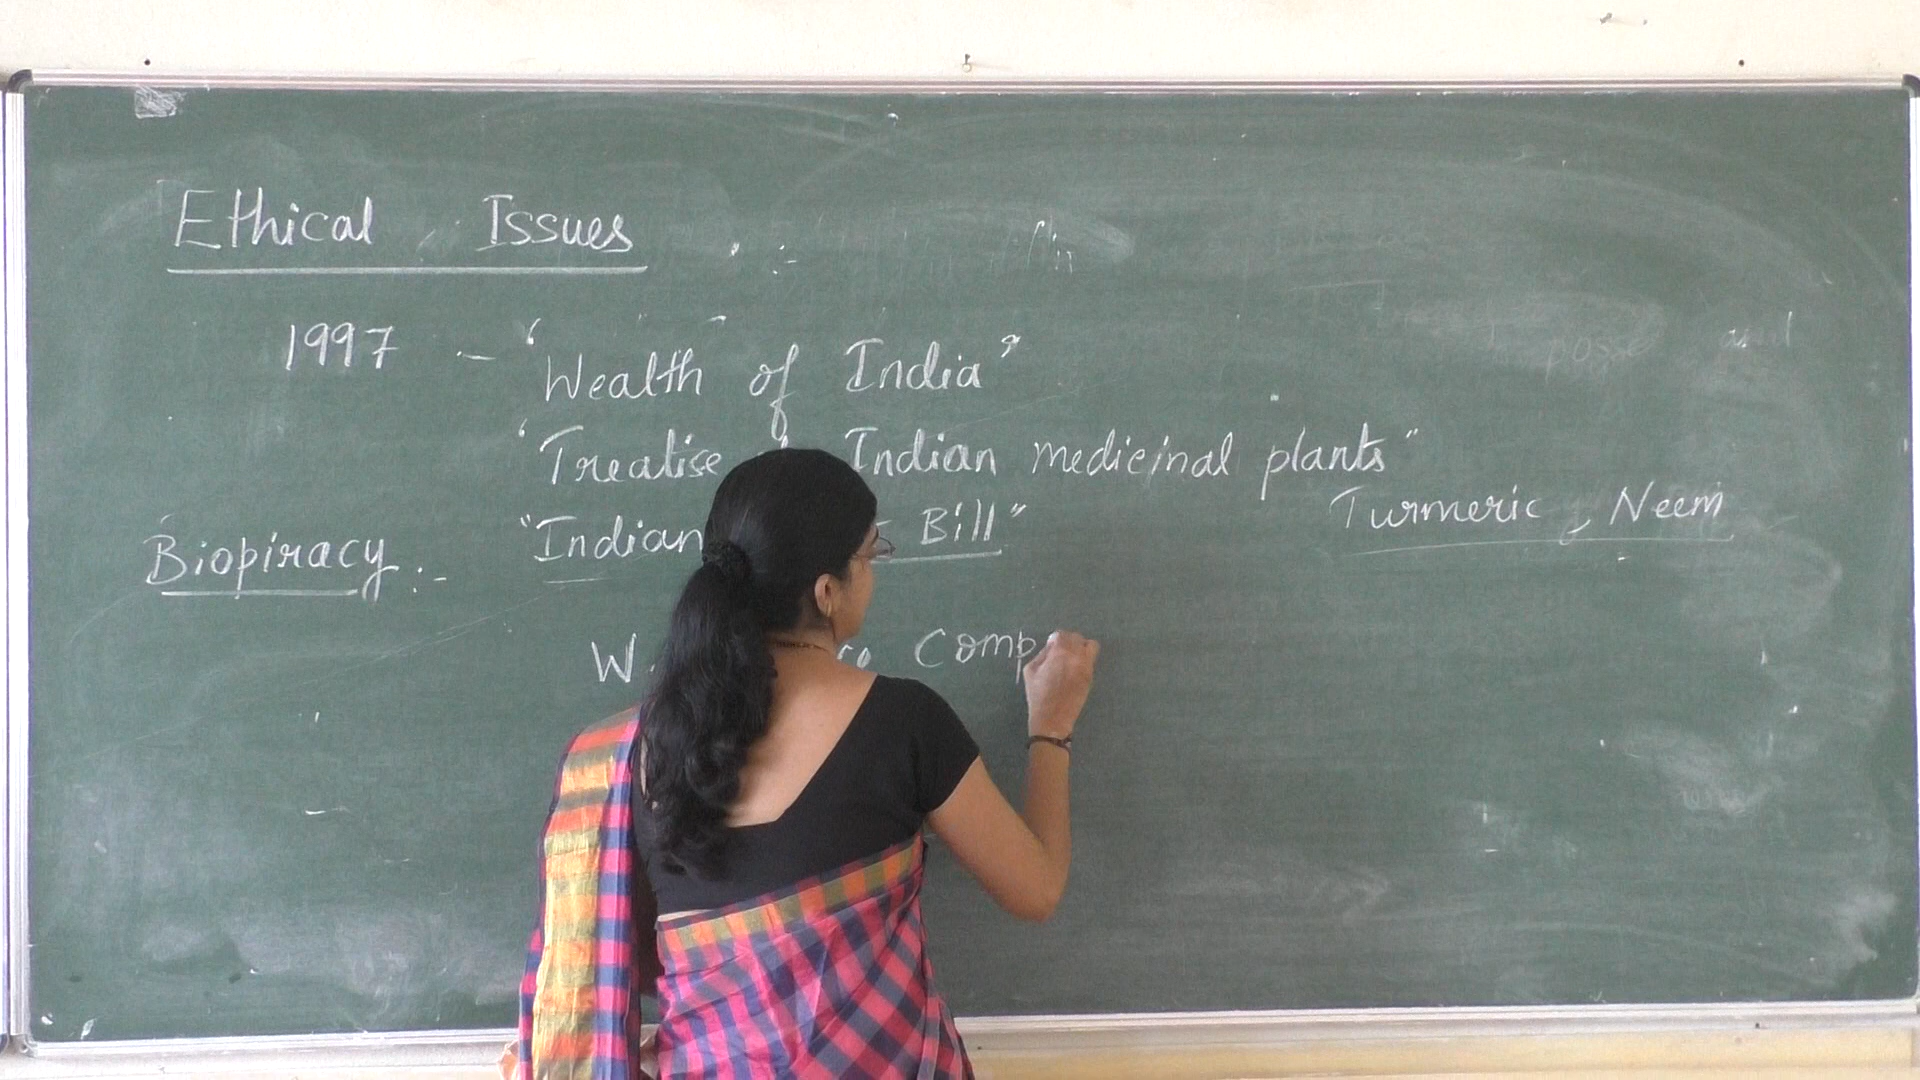 Ethical Issues :-
1997 - 'Wealth of India"
'Treatise Indian medicinal plants"
Turmeric, Neem
"Indian Bill"
Biopiracy :-
W. Comp